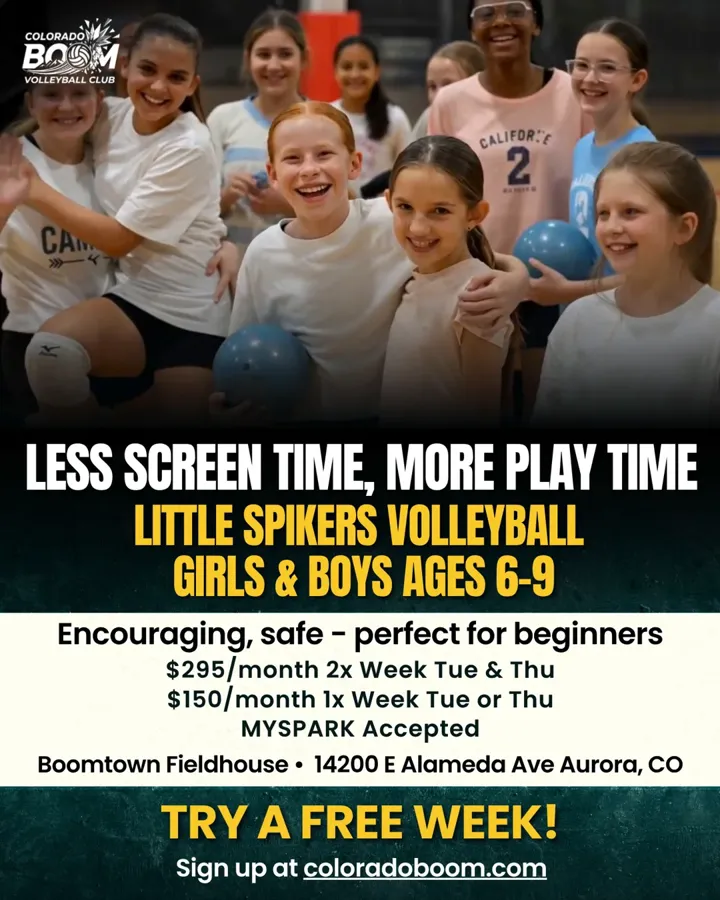 COLORADO
BOOM
VOLLEYBALL CLUB
CALIFOR
2
LESS SCREEN TIME, MORE PLAY TIME
LITTLE SPIKERS VOLLEYBALL
GIRLS & BOYS AGES 6-9
Encouraging, safe - perfect for beginners
$295/month 2x Week Tue & Thu
$150/month 1x Week Tue or Thu
MYSPARK Accepted
Boomtown Fieldhouse • 14200 E Alameda Ave Aurora, CO
TRY A FREE WEEK!
Sign up at coloradoboom.com